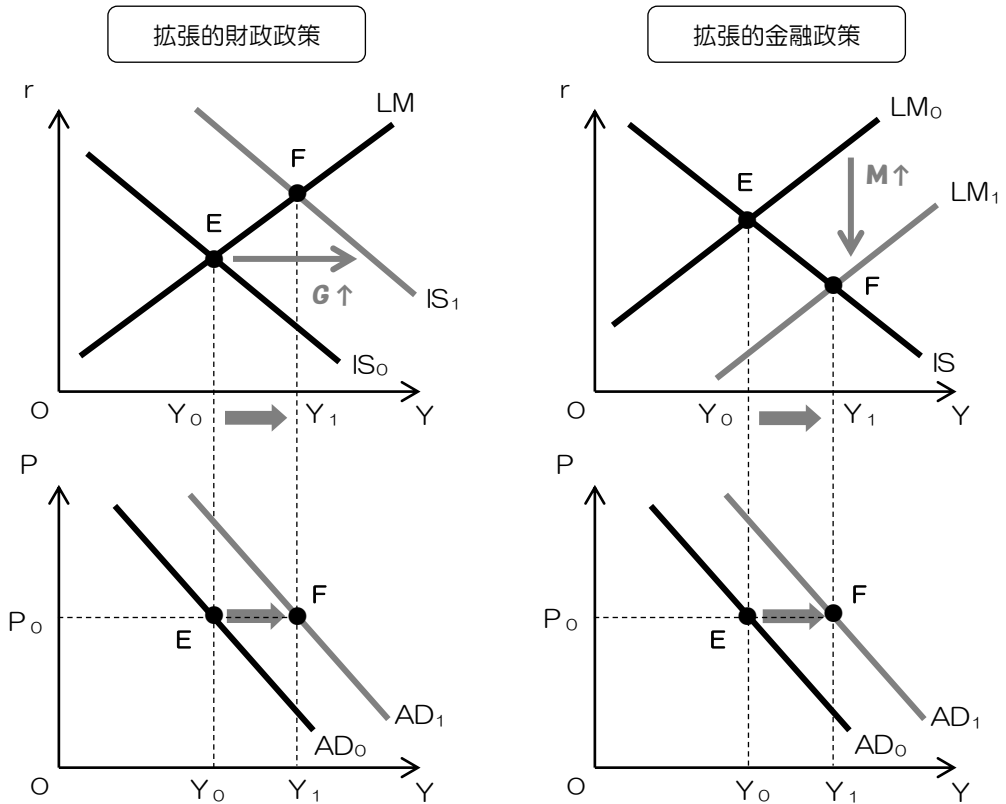 拡張的財政政策
r
LM
F
E
G↑
IS₁
IS₀
O
Y₀
Y₁
Y
P
F
P₀
E
AD₁
AD₀
O
Y₀
Y₁
Y
拡張的金融政策
r
LM₀
E
M↑
LM₁
F
IS
O
Y₀
Y₁
Y
P
F
P₀
E
AD₁
AD₀
O
Y₀
Y₁
Y